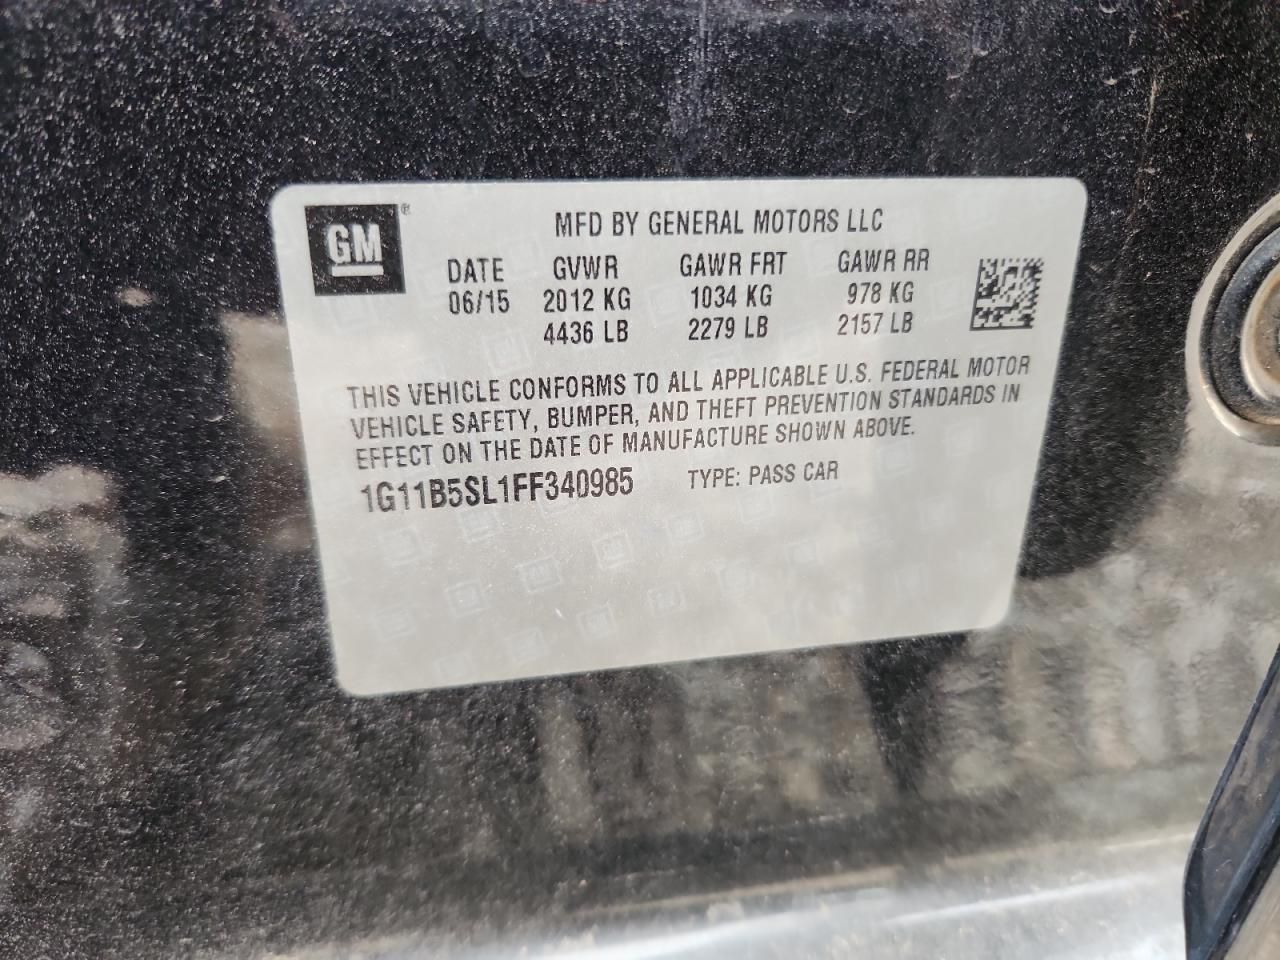 GM®
MFD BY GENERAL MOTORS LLC
DATE GVWR GAWR FRT GAWR RR
06/15 2012 KG 1034 KG 978 KG
4436 LB 2279 LB 2157 LB
THIS VEHICLE CONFORMS TO ALL APPLICABLE U.S. FEDERAL MOTOR
VEHICLE SAFETY, BUMPER, AND THEFT PREVENTION STANDARDS IN
EFFECT ON THE DATE OF MANUFACTURE SHOWN ABOVE.
1G11B5SL1FF340985 TYPE: PASS CAR